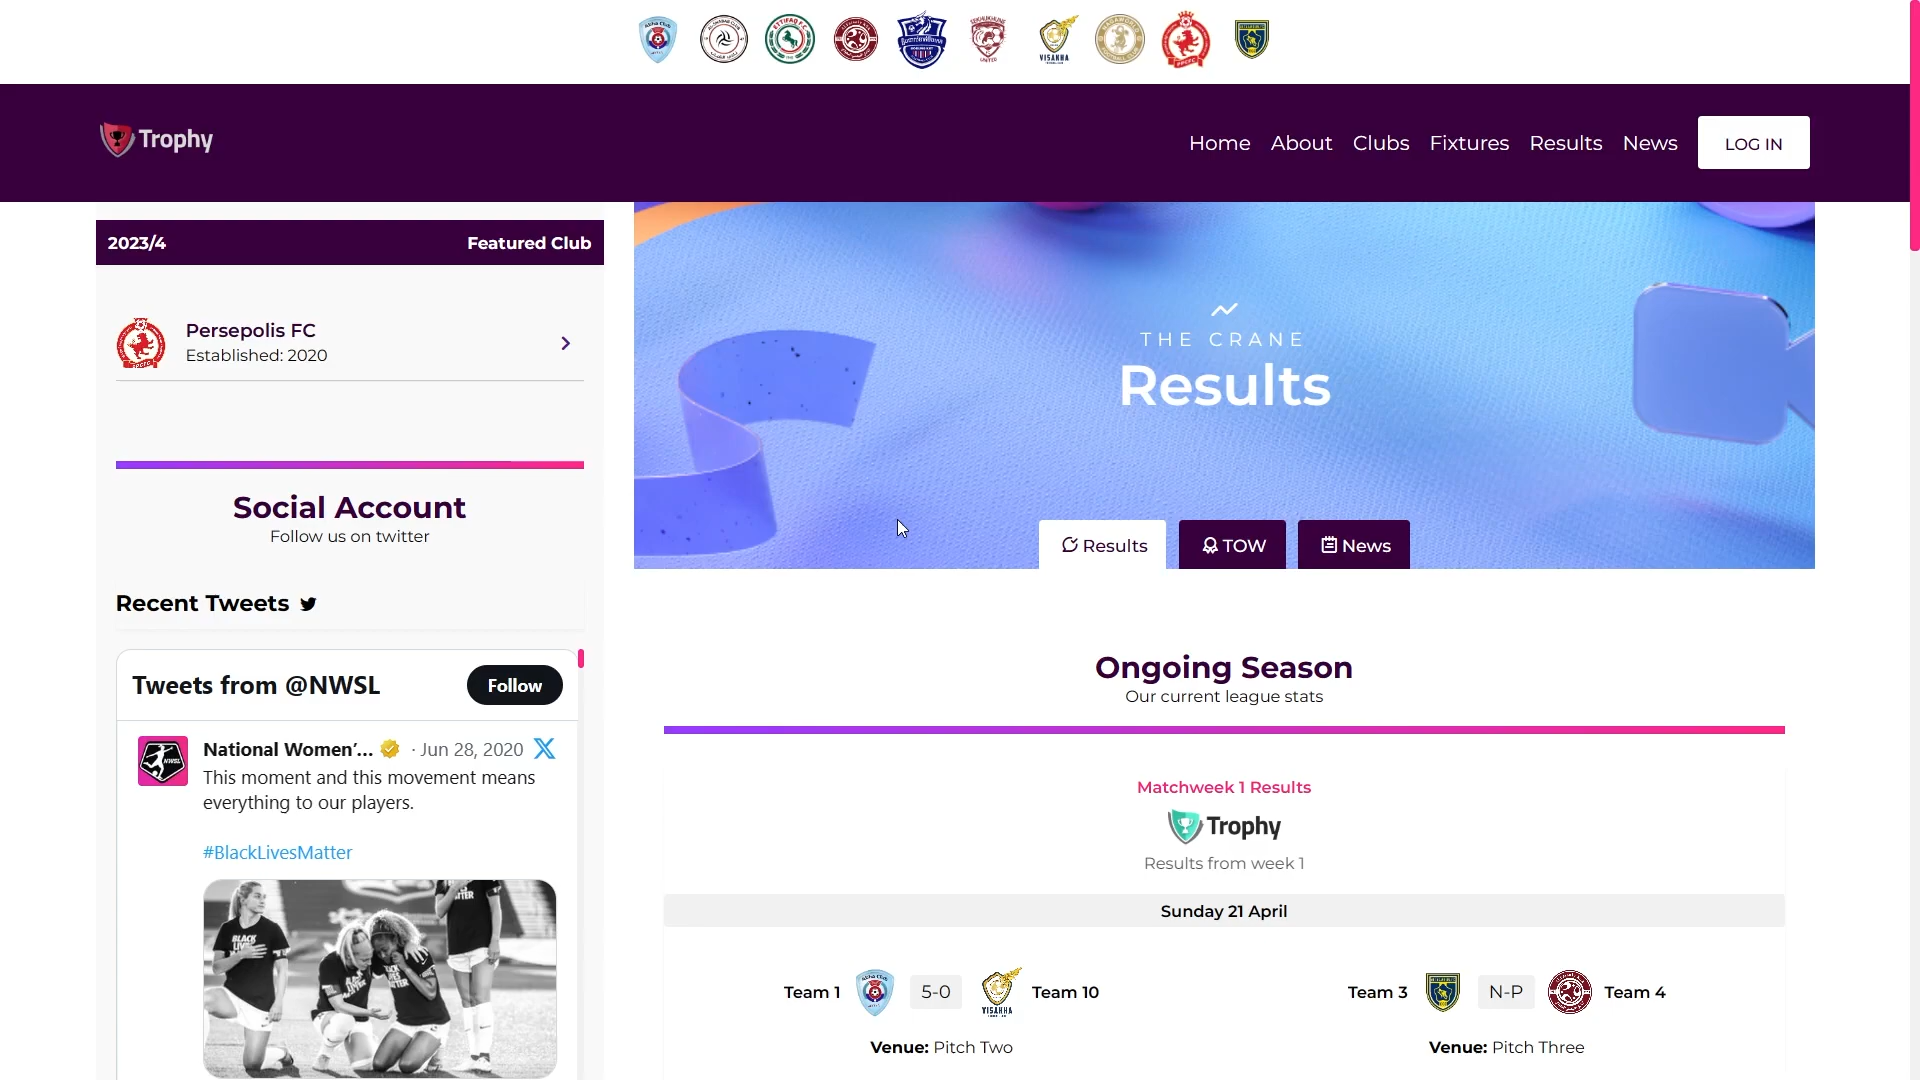 Trophy
Home About Clubs Fixtures Results News LOG IN
2023/4 Featured Club
Persepolis FC
Established: 2020
Social Account
Follow us on twitter
Recent Tweets
Tweets from @NWSL Follow
National Women'... · Jun 28, 2020
This moment and this movement means
everything to our players.
#BlackLivesMatter
THE CRANE
Results
Results TOW News
Ongoing Season
Our current league stats
Matchweek 1 Results
Trophy
Results from week 1
Sunday 21 April
Team 1 5-0 VISAKHA Team 10
Venue: Pitch Two
Team 3 N-P Team 4
Venue: Pitch Three